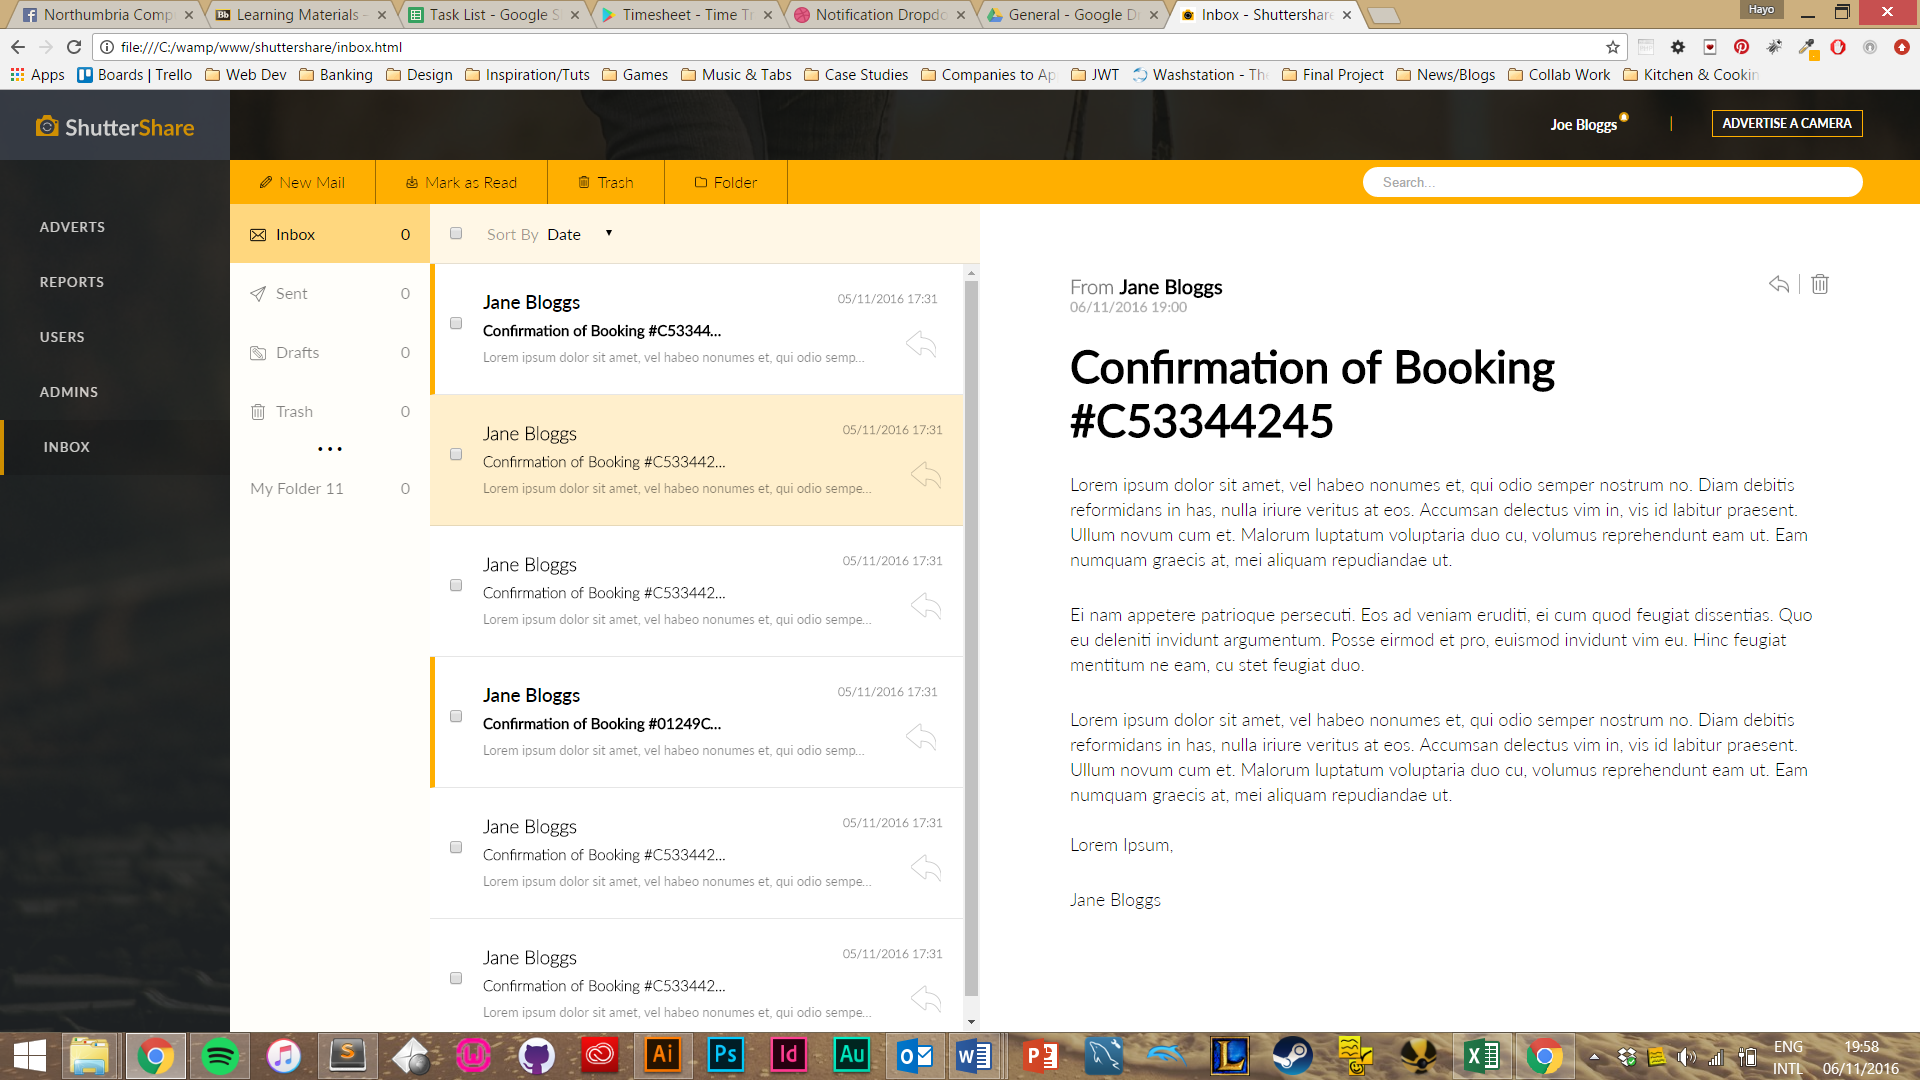 Northumbria Comp
Learning Materials -
Task List - Google S
Timesheet - Time Tr
Notification Dropdo
General - Google D
Inbox - Shuttershare
Hayo
file:///C:/wamp/www/shuttershare/inbox.html
Apps
Boards | Trello
Web Dev
Banking
Design
Inspiration/Tuts
Games
Music & Tabs
Case Studies
Companies to Ap
JWT
Washstation - The
Final Project
News/Blogs
Collab Work
Kitchen & Cookin
ShutterShare
Joe Bloggs
ADVERTISE A CAMERA
New Mail
Mark as Read
Trash
Folder
Search...
ADVERTS
REPORTS
USERS
ADMINS
INBOX
Inbox 0
Sent 0
Drafts 0
Trash 0
...
My Folder 11 0
Sort By Date
Jane Bloggs 05/11/2016 17:31
Confirmation of Booking #C53344...
Lorem ipsum dolor sit amet, vel habeo nonumes et, qui odio semp...
Jane Bloggs 05/11/2016 17:31
Confirmation of Booking #C533442...
Lorem ipsum dolor sit amet, vel habeo nonumes et, qui odio sempe...
Jane Bloggs 05/11/2016 17:31
Confirmation of Booking #C533442...
Lorem ipsum dolor sit amet, vel habeo nonumes et, qui odio sempe...
Jane Bloggs 05/11/2016 17:31
Confirmation of Booking #01249C...
Lorem ipsum dolor sit amet, vel habeo nonumes et, qui odio semp...
Jane Bloggs 05/11/2016 17:31
Confirmation of Booking #C533442...
Lorem ipsum dolor sit amet, vel habeo nonumes et, qui odio sempe...
Jane Bloggs 05/11/2016 17:31
Confirmation of Booking #C533442...
Lorem ipsum dolor sit amet, vel habeo nonumes et, qui odio sempe...
From Jane Bloggs
06/11/2016 19:00
Confirmation of Booking
#C53344245
Lorem ipsum dolor sit amet, vel habeo nonumes et, qui odio semper nostrum no. Diam debitis
reformidans in has, nulla iriure veritus at eos. Accumsan delectus vim in, vis id labitur praesent.
Ullum novum cum et. Malorum luptatum voluptaria duo cu, volumus reprehendunt eam ut. Eam
numquam graecis at, mei aliquam repudiandae ut.
Ei nam appetere patrioque persecuti. Eos ad veniam eruditi, ei cum quod feugiat dissentias. Quo
eu deleniti invidunt argumentum. Posse eirmod et pro, euismod invidunt vim eu. Hinc feugiat
mentitum ne eam, cu stet feugiat duo.
Lorem ipsum dolor sit amet, vel habeo nonumes et, qui odio semper nostrum no. Diam debitis
reformidans in has, nulla iriure veritus at eos. Accumsan delectus vim in, vis id labitur praesent.
Ullum novum cum et. Malorum luptatum voluptaria duo cu, volumus reprehendunt eam ut. Eam
numquam graecis at, mei aliquam repudiandae ut.
Lorem Ipsum,
Jane Bloggs
Ai
Ps
Id
Au
ENG
INTL
19:58
06/11/2016